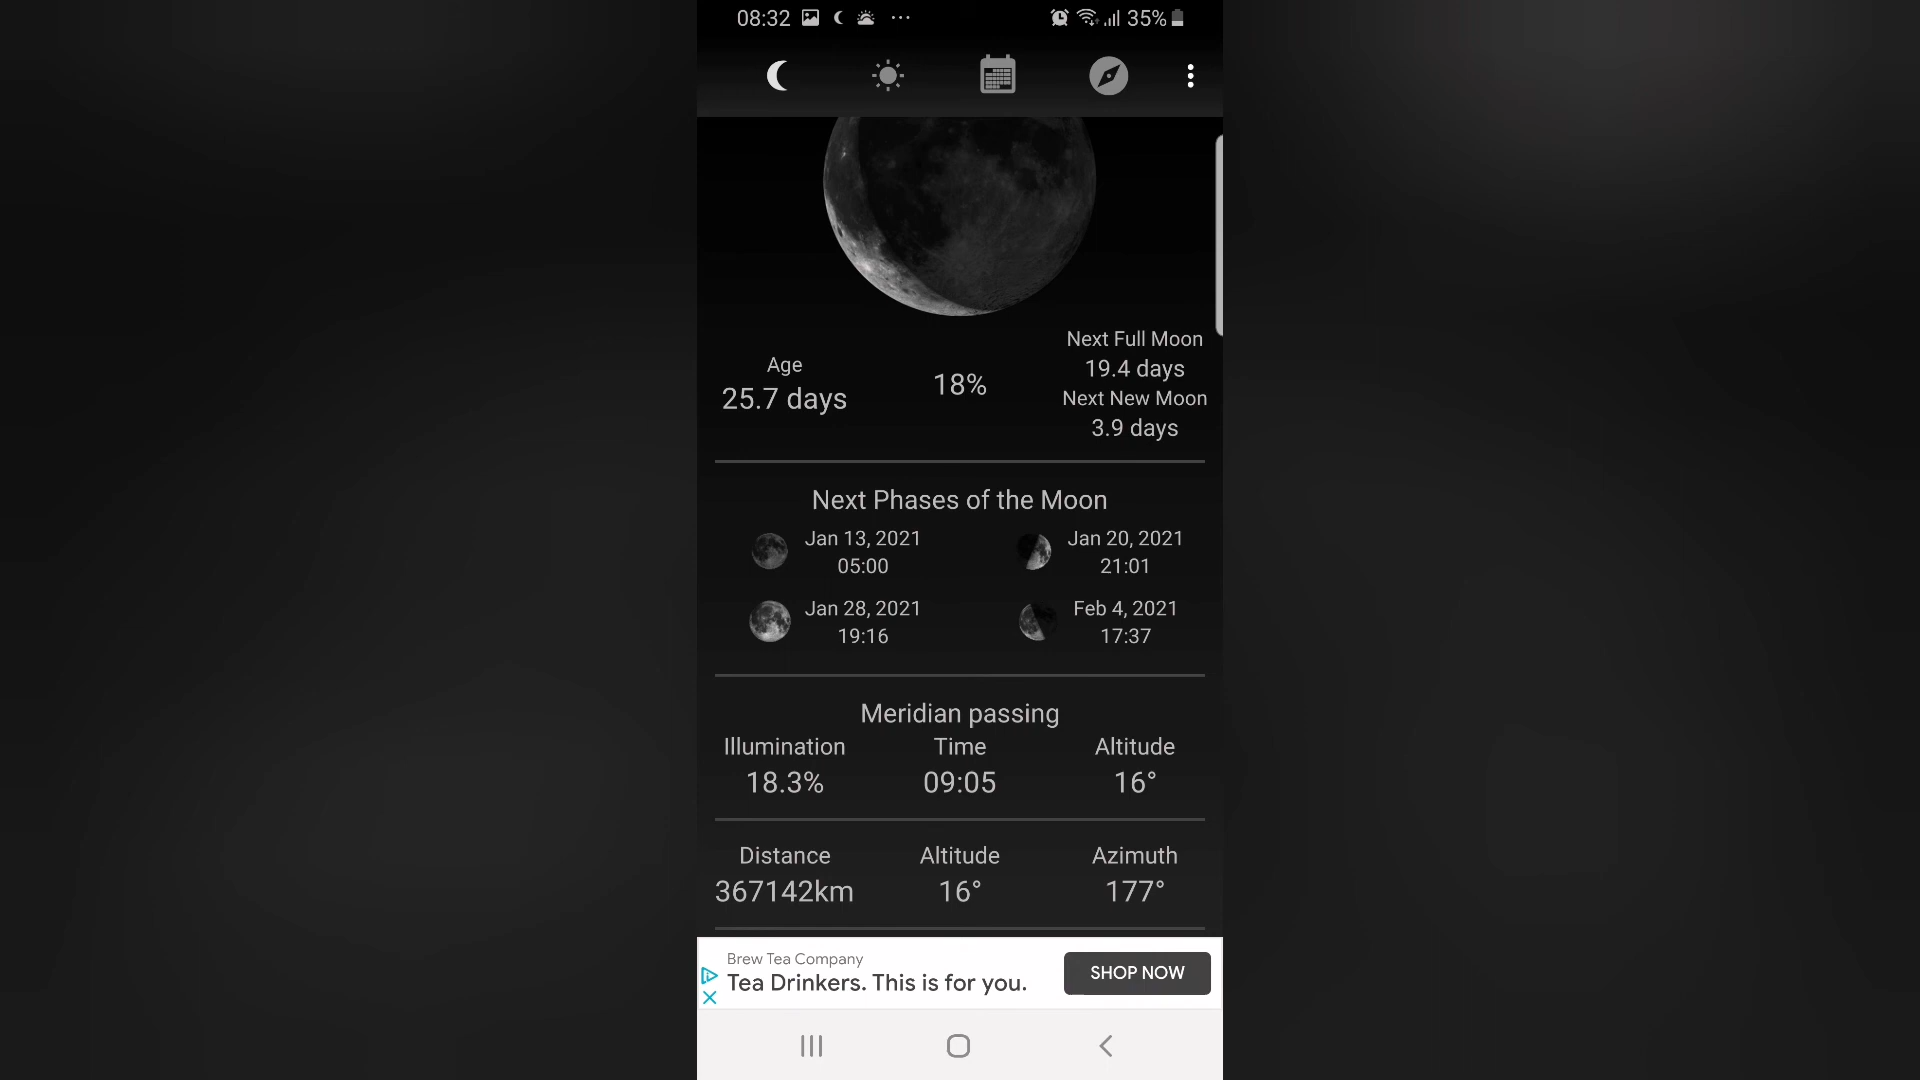 08:32
35%
Age
25.7 days
18%
Next Full Moon
19.4 days
Next New Moon
3.9 days
Next Phases of the Moon
Jan 13, 2021
05:00
Jan 20, 2021
21:01
Jan 28, 2021
19:16
Feb 4, 2021
17:37
Meridian passing
Illumination Time Altitude
18.3% 09:05 16°
Distance Altitude Azimuth
367142km 16° 177°
Brew Tea Company
Tea Drinkers. This is for you.
SHOP NOW